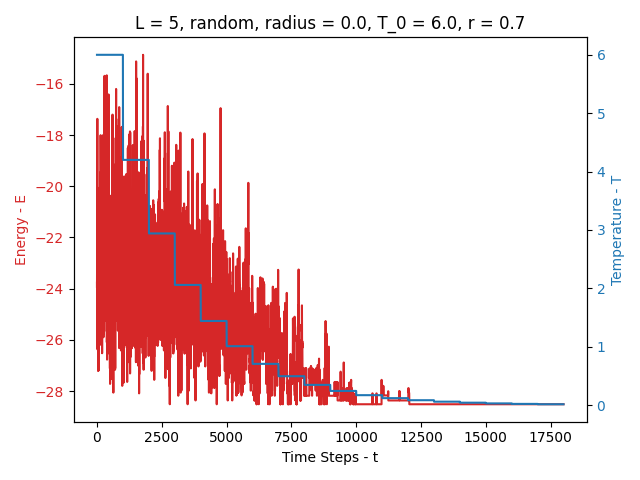 L = 5, random, radius = 0.0, T_0 = 6.0, r = 0.7
−16
−18
−20
−22
−24
−26
−28
Energy - E
6
5
4
3
2
1
0
Temperature - T
0 2500 5000 7500 10000 12500 15000 17500
Time Steps - t